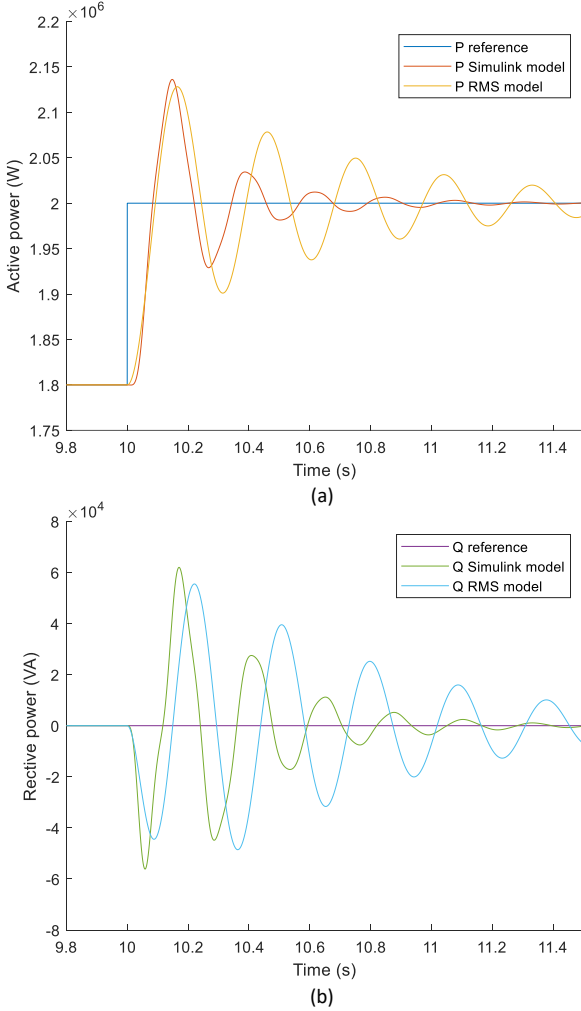 ×10⁶
2.2
2.15
2.1
2.05
2
1.95
1.9
1.85
1.8
1.75
Active power (W)
P reference
P Simulink model
P RMS model
9.8 10 10.2 10.4 10.6 10.8 11 11.2 11.4
Time (s)
(a)
×10⁴
8
6
4
2
0
-2
-4
-6
-8
Rective power (VA)
Q reference
Q Simulink model
Q RMS model
9.8 10 10.2 10.4 10.6 10.8 11 11.2 11.4
Time (s)
(b)